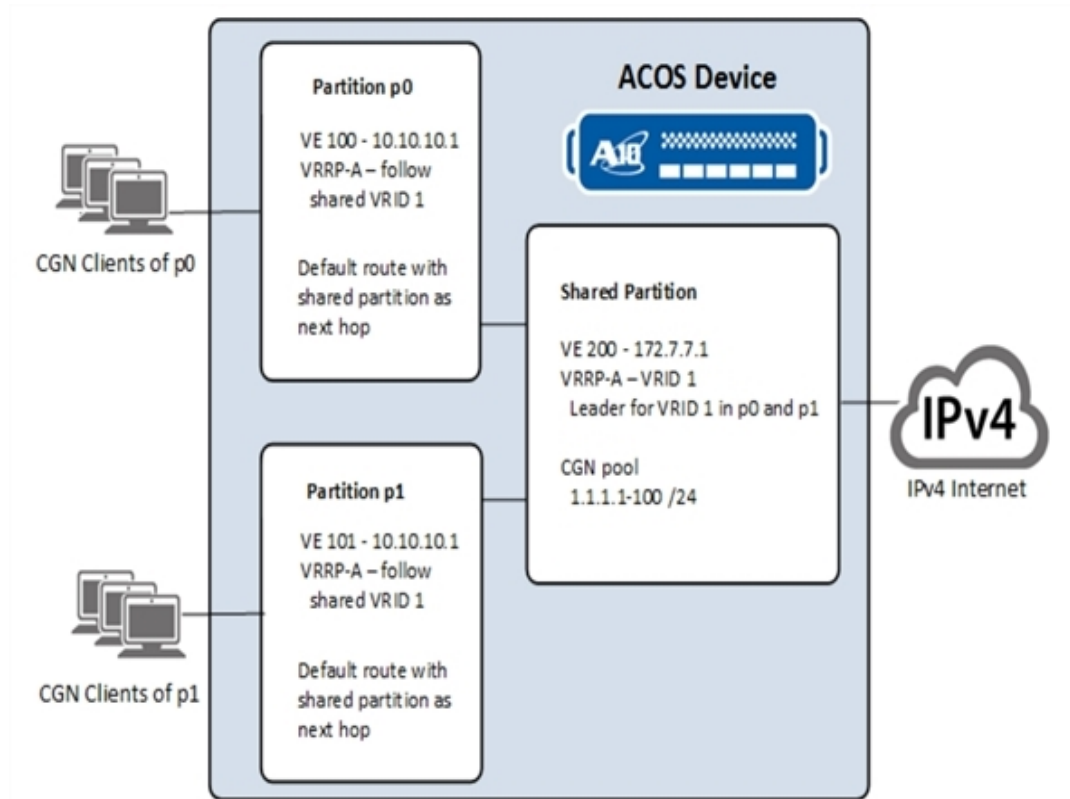 Partition p0
VE 100 - 10.10.10.1
VRRP-A – follow
shared VRID 1
Default route with
shared partition as
next hop
CGN Clients of p0
ACOS Device
A10
Shared Partition
VE 200 - 172.7.7.1
VRRP-A – VRID 1
Leader for VRID 1 in p0 and p1
CGN pool
1.1.1.1-100 /24
IPv4
IPv4 Internet
Partition p1
VE 101 - 10.10.10.1
VRRP-A – follow
shared VRID 1
Default route with
shared partition as
next hop
CGN Clients of p1